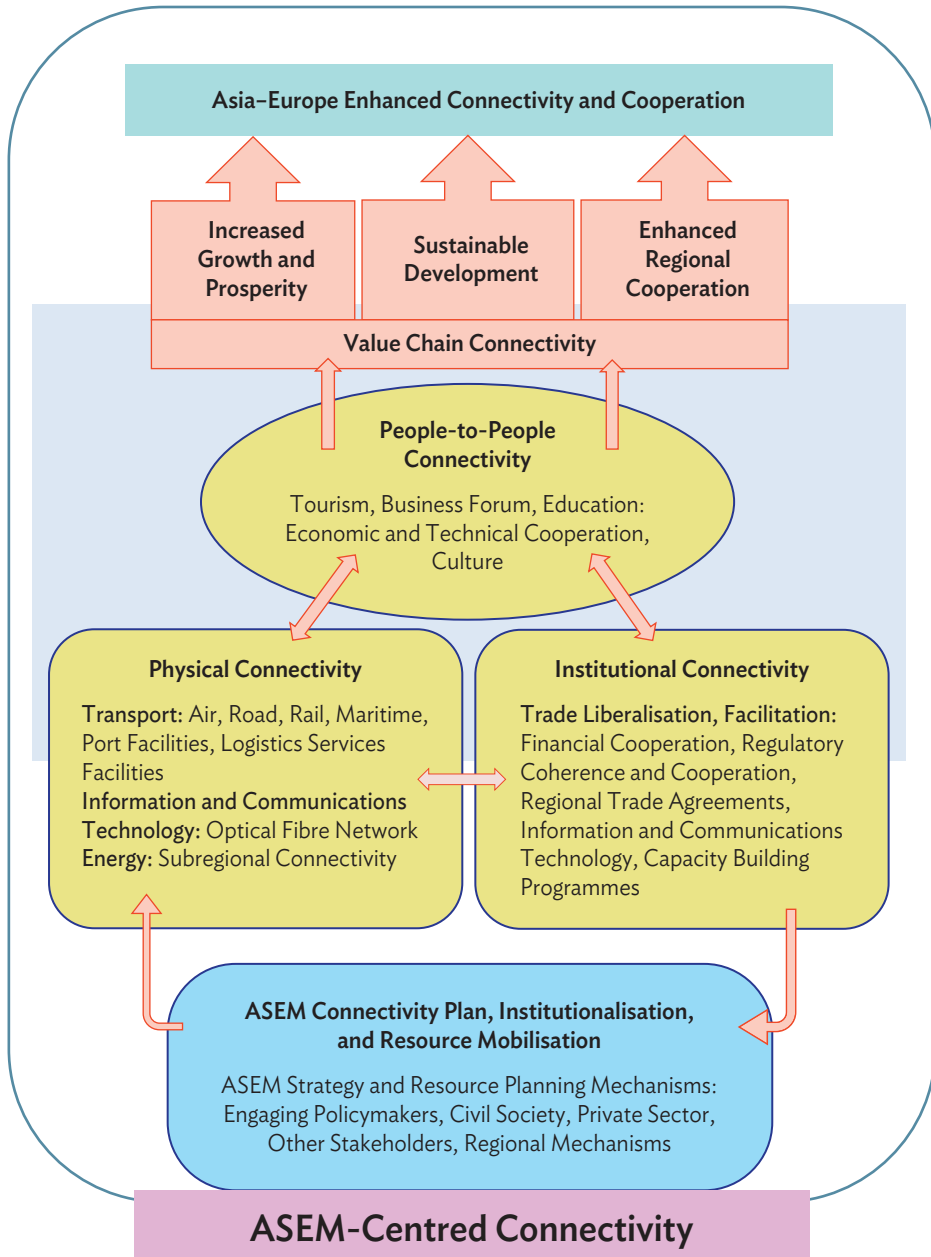 Asia–Europe Enhanced Connectivity and Cooperation
Increased
Growth and
Prosperity
Sustainable
Development
Enhanced
Regional
Cooperation
Value Chain Connectivity
People-to-People
Connectivity
Tourism, Business Forum, Education:
Economic and Technical Cooperation,
Culture
Physical Connectivity
Transport: Air, Road, Rail, Maritime,
Port Facilities, Logistics Services
Facilities
Information and Communications
Technology: Optical Fibre Network
Energy: Subregional Connectivity
Institutional Connectivity
Trade Liberalisation, Facilitation:
Financial Cooperation, Regulatory
Coherence and Cooperation,
Regional Trade Agreements,
Information and Communications
Technology, Capacity Building
Programmes
ASEM Connectivity Plan, Institutionalisation,
and Resource Mobilisation
ASEM Strategy and Resource Planning Mechanisms:
Engaging Policymakers, Civil Society, Private Sector,
Other Stakeholders, Regional Mechanisms
ASEM-Centred Connectivity